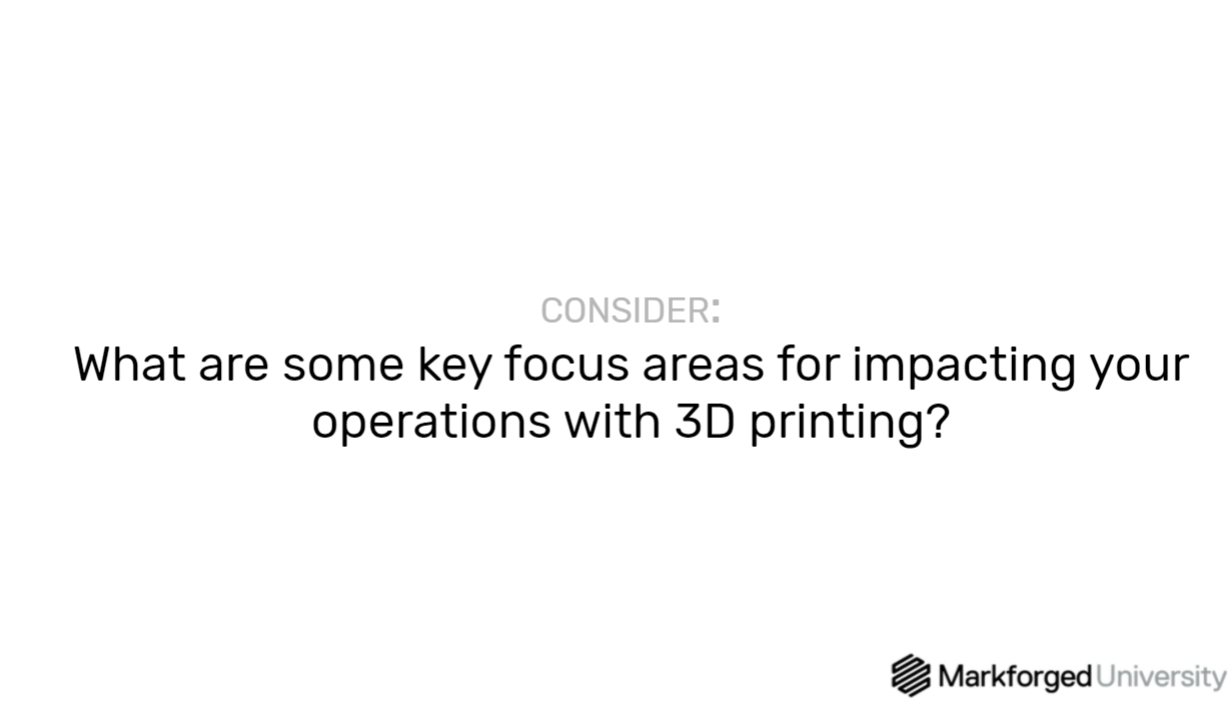 CONSIDER:
What are some key focus areas for impacting your
operations with 3D printing?
Markforged University